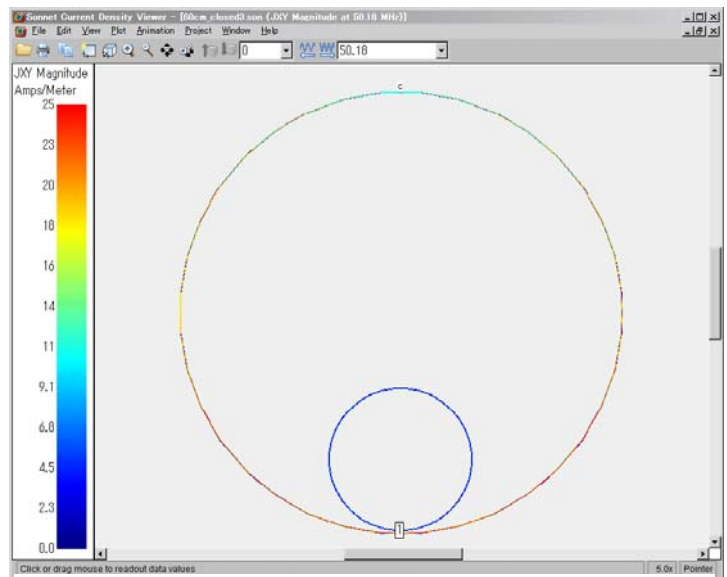 Sonnet Current Density Viewer - [60cm_closed3.son {JXY Magnitude at 50.18 MHz}]
File Edit View Plot Animation Project Window Help
0
50.18
JXY Magnitude
Amps/Meter
25
23
20
18
16
14
11
9.1
6.8
4.5
2.3
0.0
c
1
Click or drag mouse to readout data values
5.0x
Pointer